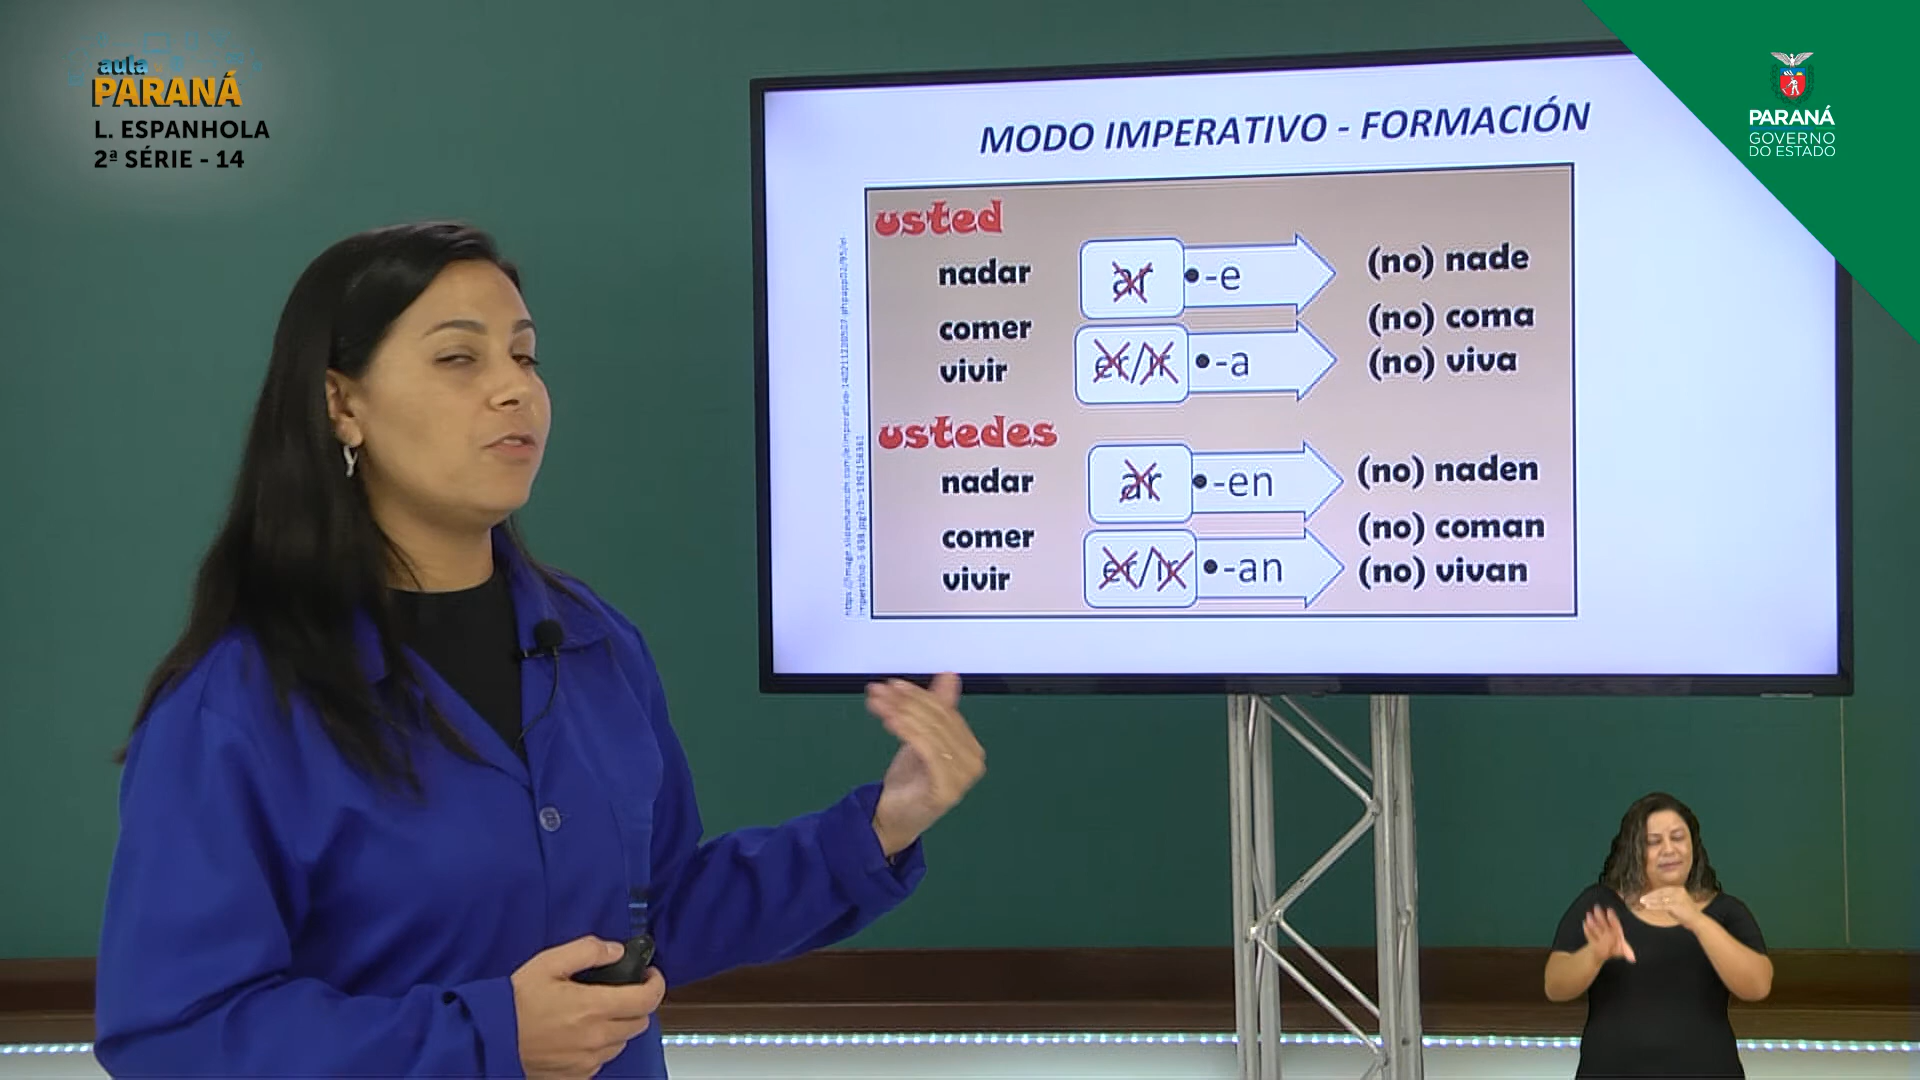 aula
PARANÁ
L. ESPANHOLA
2ª SÉRIE - 14
MODO IMPERATIVO - FORMACIÓN
usted
nadar
ar
•-e
(no) nade
comer
(no) coma
vivir
er/ir
•-a
(no) viva
ustedes
nadar
ar
•-en
(no) naden
comer
(no) coman
vivir
er/ir
•-an
(no) vivan
PARANÁ
GOVERNO
DO ESTADO